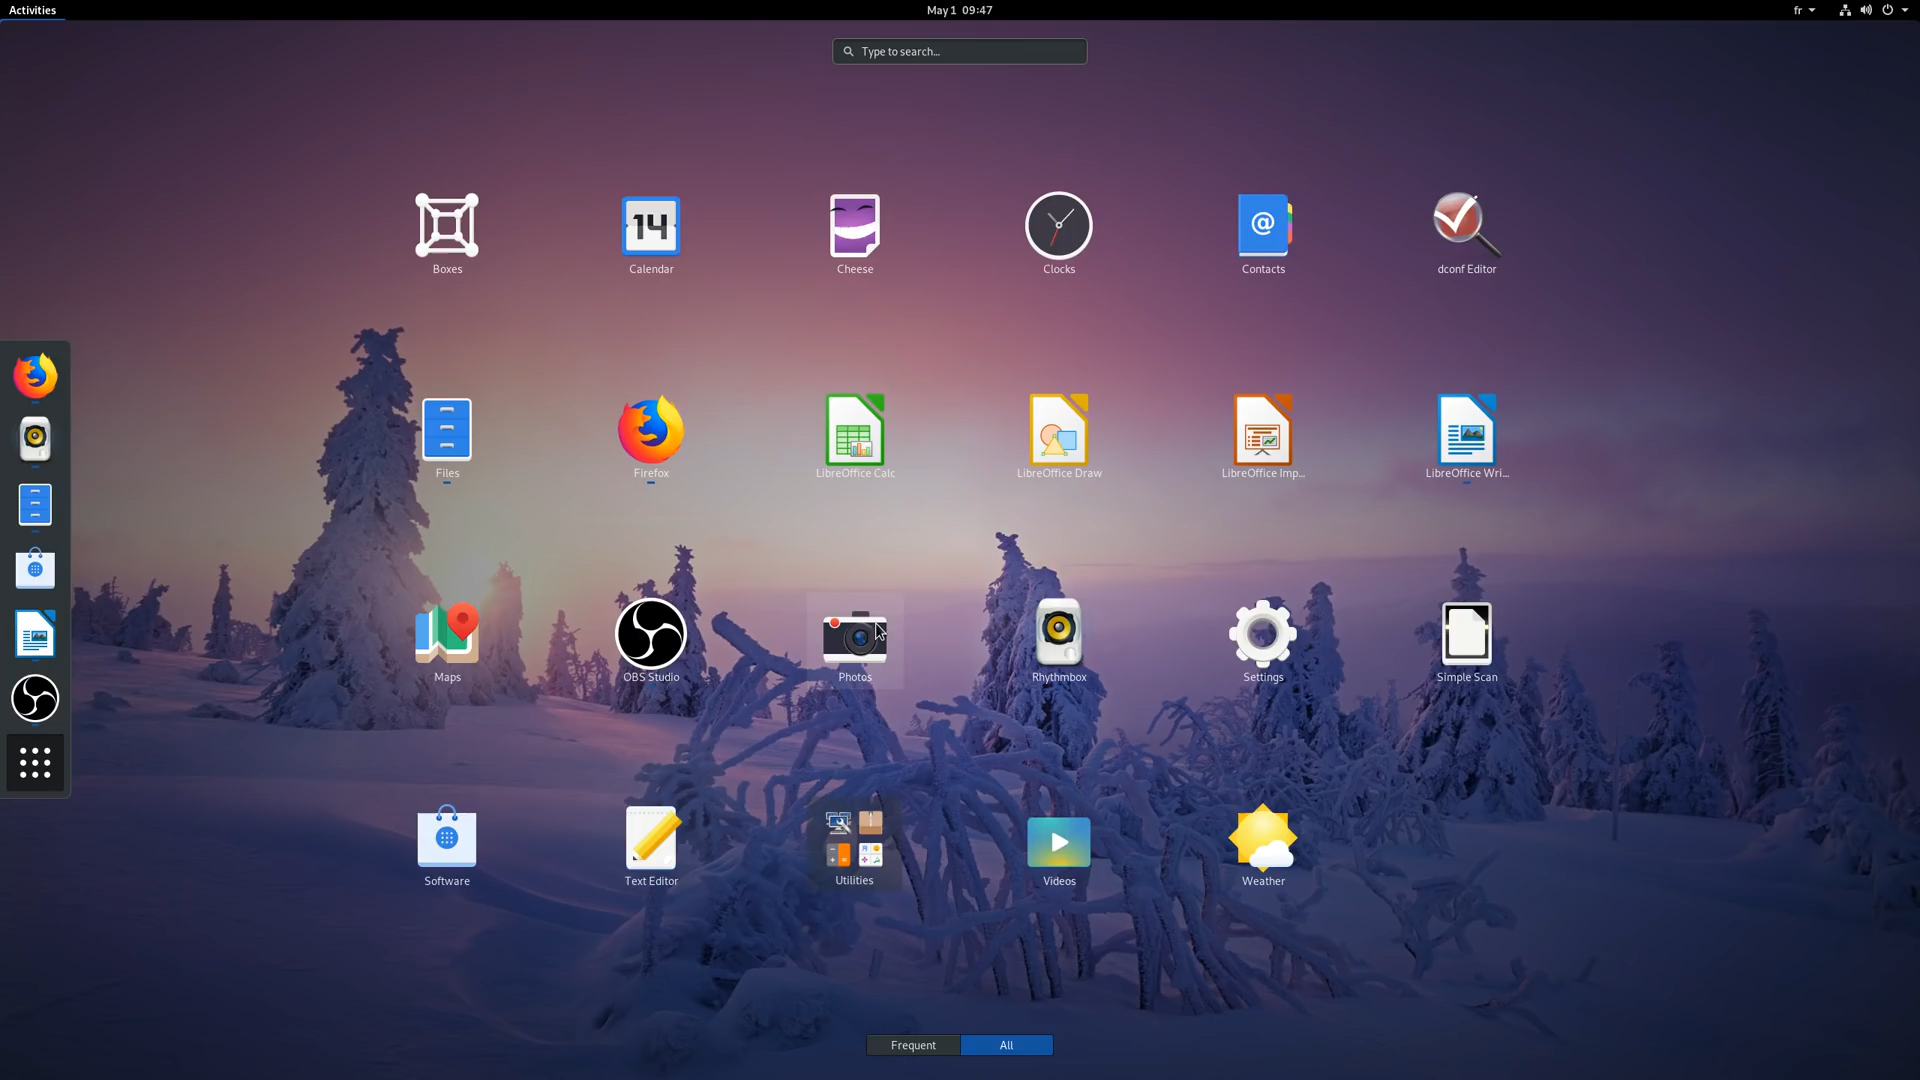 Activities
May 1 09:47
fr
Type to search...
Boxes
14
Calendar
Cheese
Clocks
@
Contacts
dconf Editor
Files
Firefox
LibreOffice Calc
LibreOffice Draw
LibreOffice Imp...
LibreOffice Wri...
Maps
OBS Studio
Photos
Rhythmbox
Settings
Simple Scan
Software
Text Editor
Utilities
Videos
Weather
Frequent
All